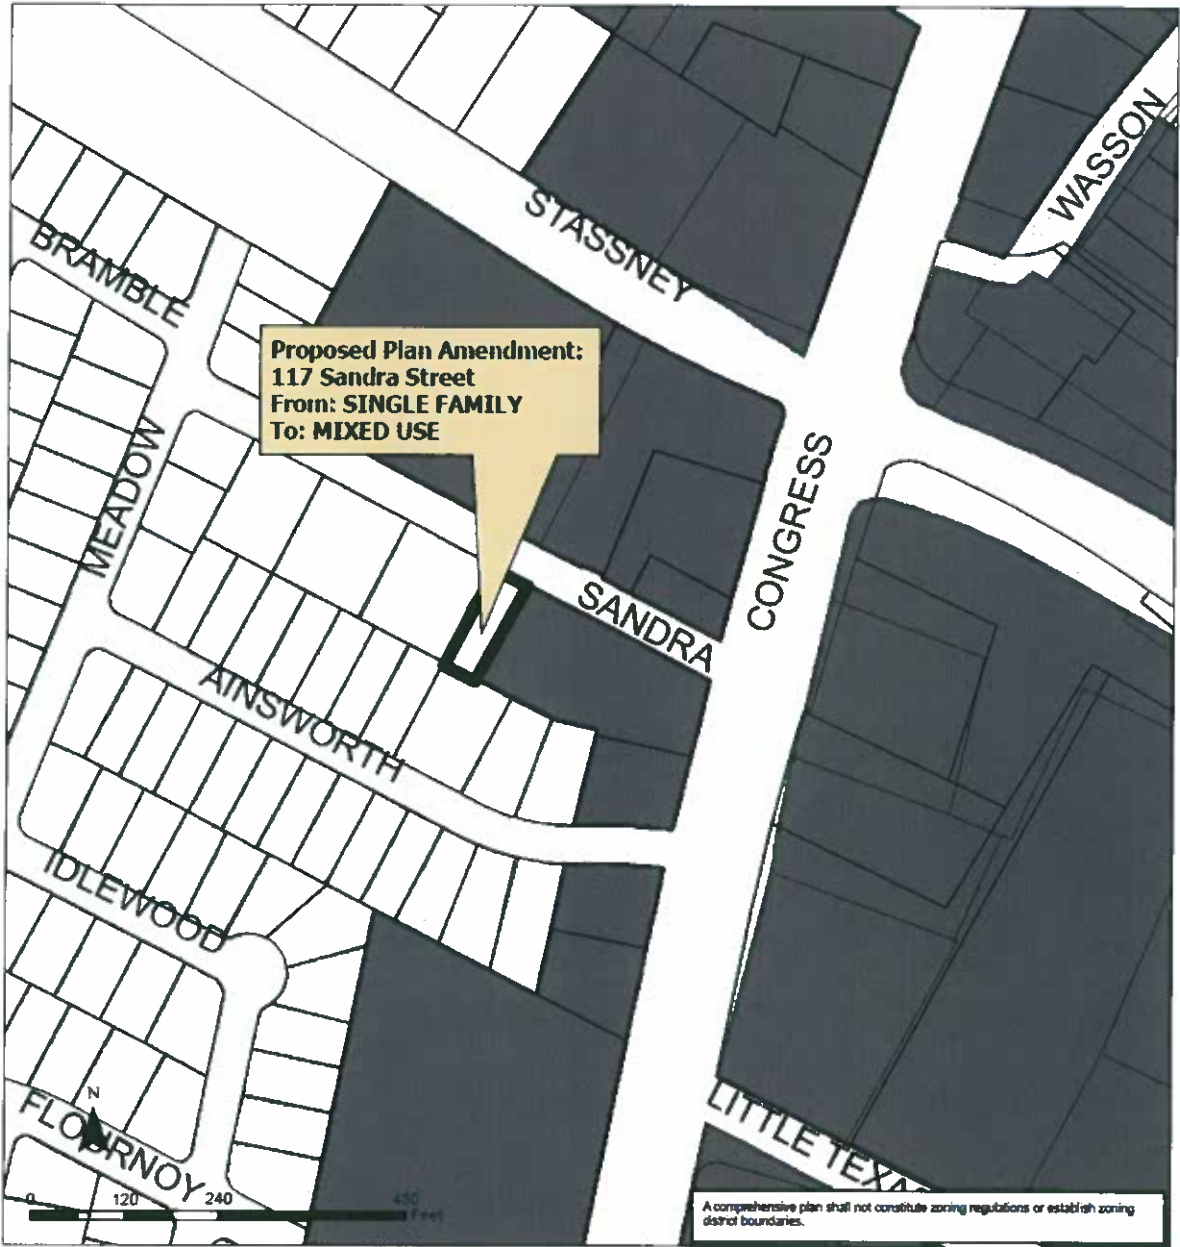 WASSON
STASSNEY
BRAMBLE
Proposed Plan Amendment:
117 Sandra Street
From: SINGLE FAMILY
To: MIXED USE
MEADOW
CONGRESS
SANDRA
AINSWORTH
IDLEWOOD
N
FLOURNOY
LITTLE TEXAS
0 120 240 480
Feet
A comprehensive plan shall not constitute zoning regulations or establish zoning
district boundaries.